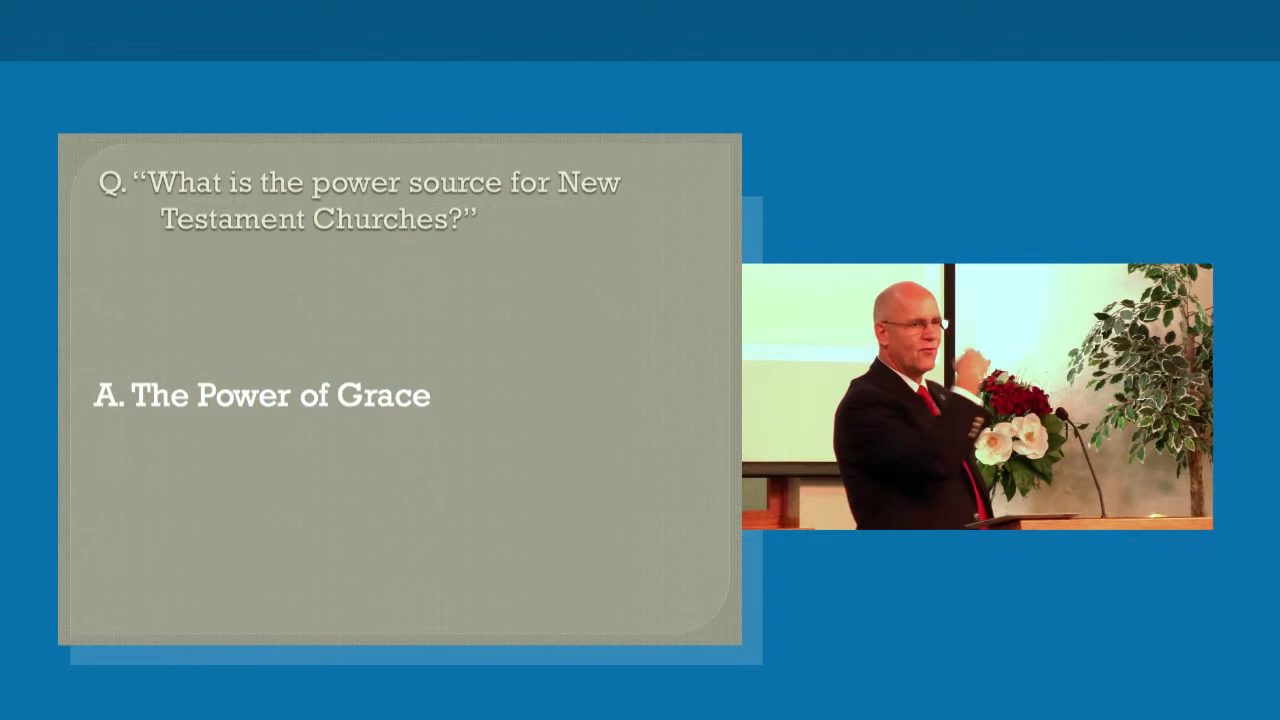 Q. “What is the power source for New
Testament Churches?”
A. The Power of Grace